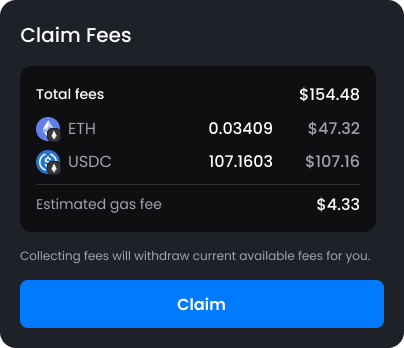 Claim Fees
Total fees $154.48
ETH 0.03409 $47.32
USDC 107.1603 $107.16
Estimated gas fee $4.33
Collecting fees will withdraw current available fees for you.
Claim